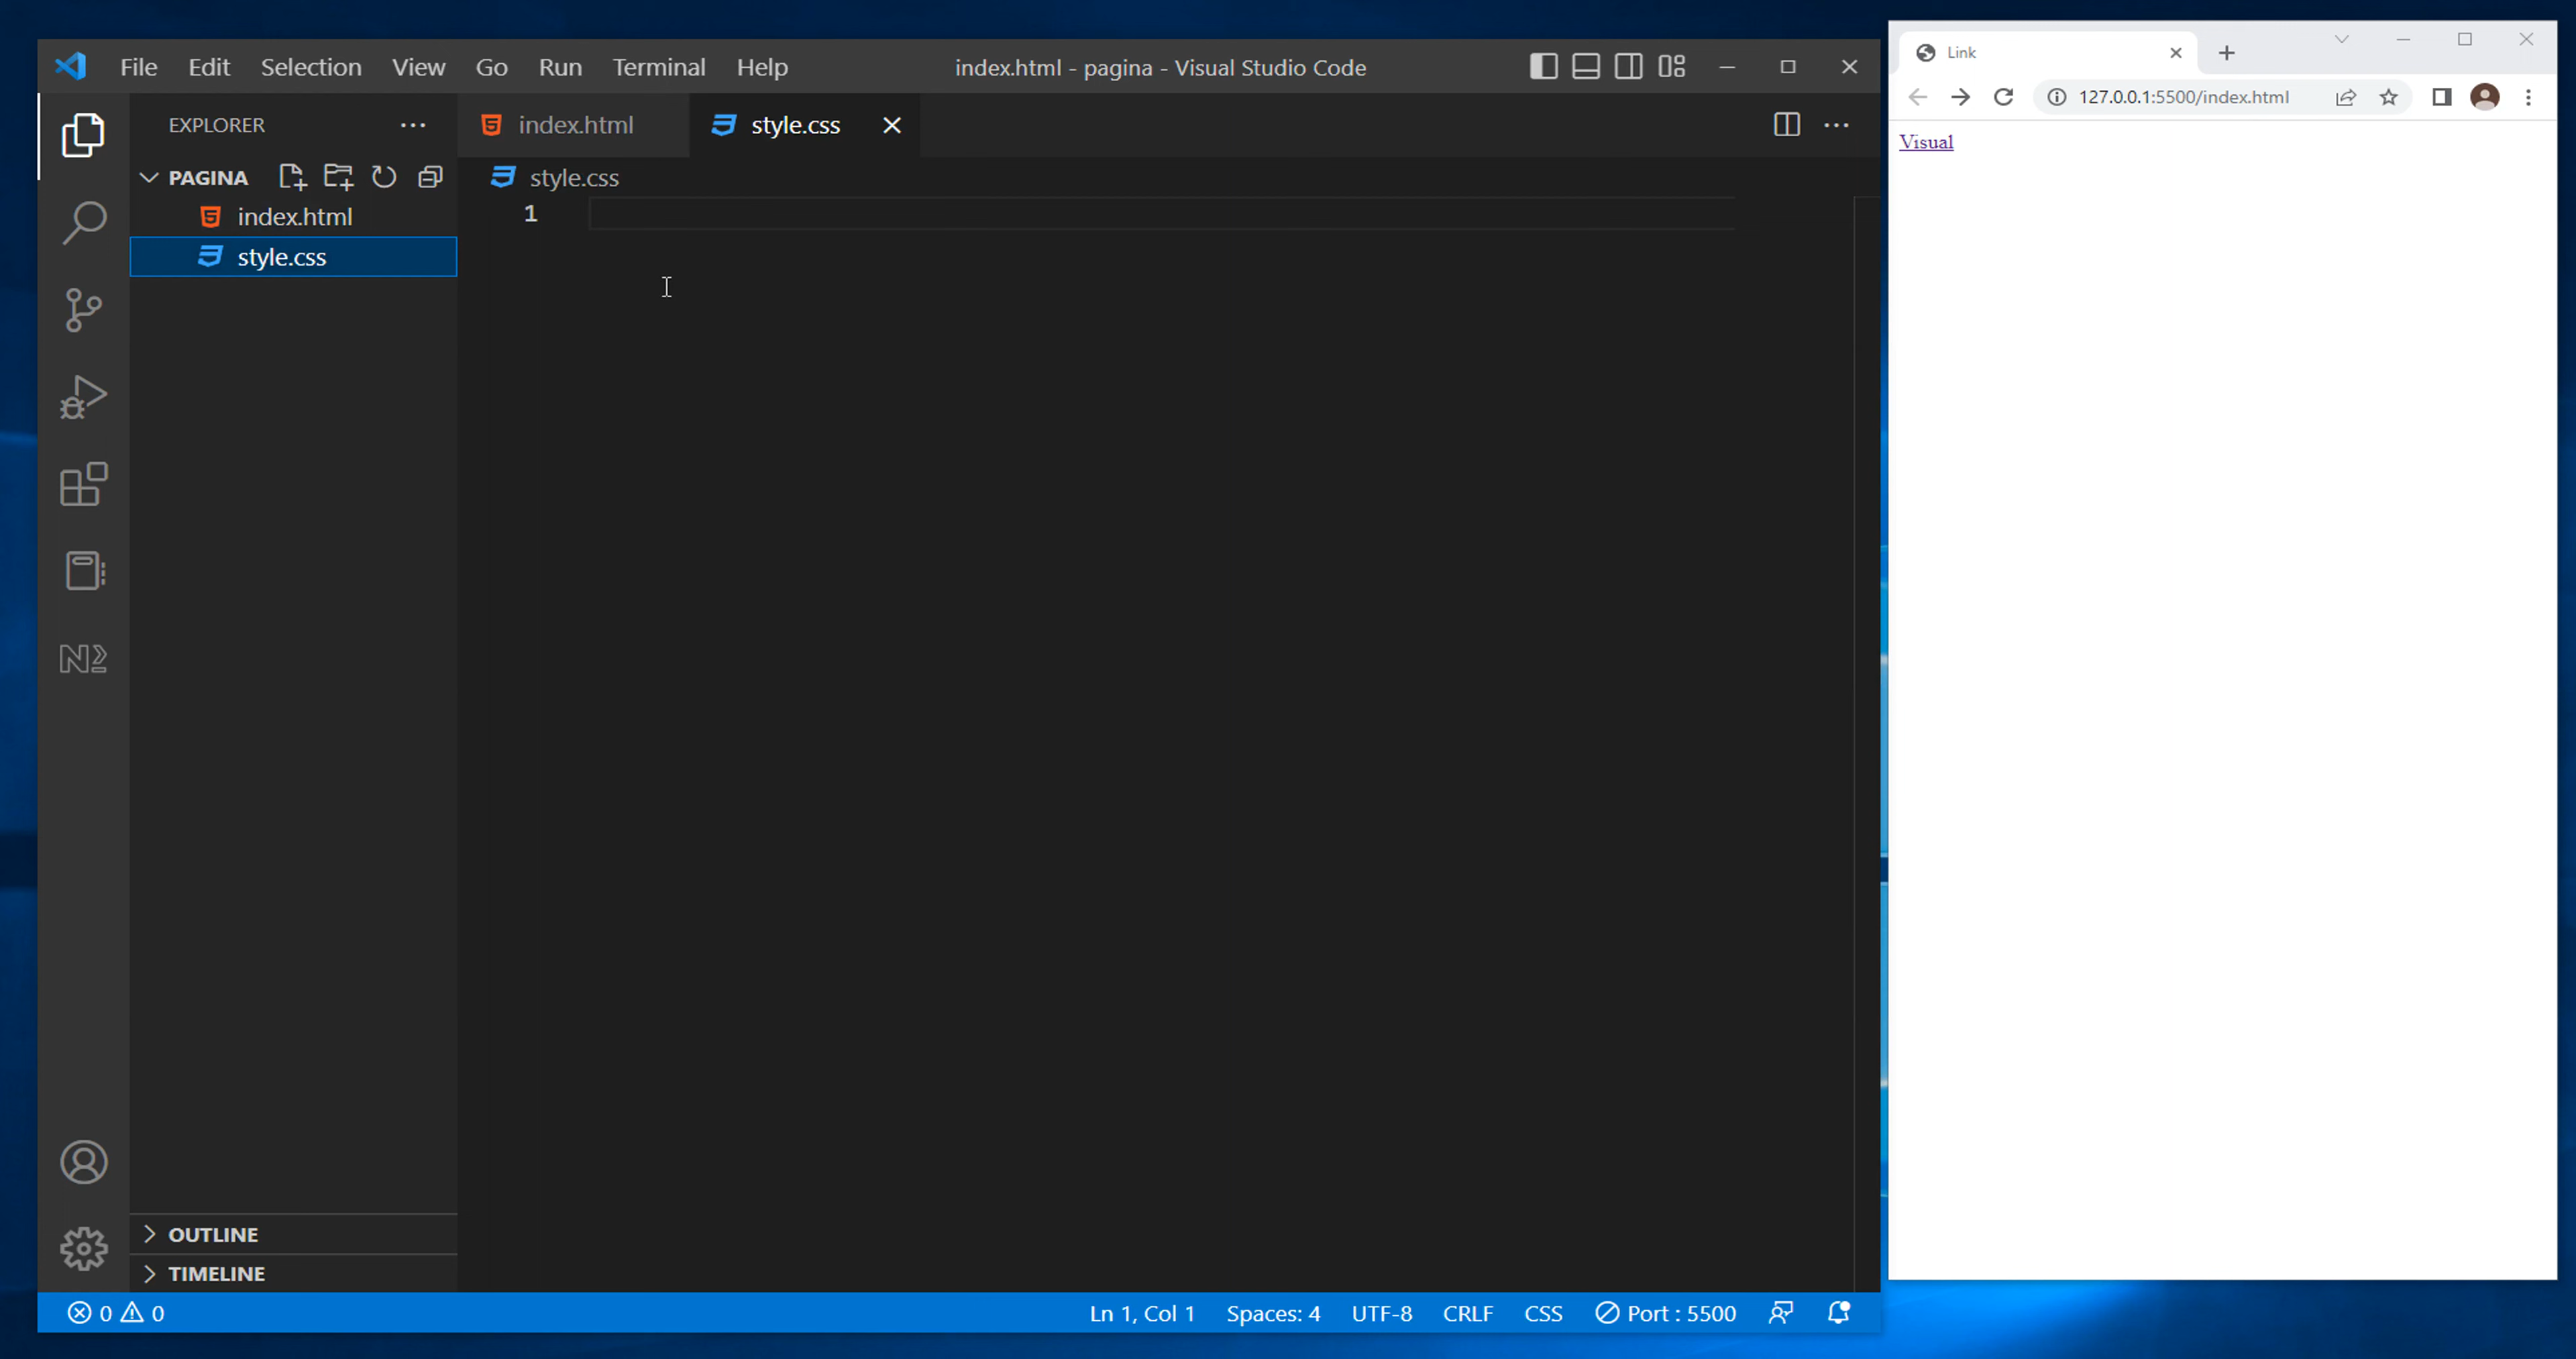 File Edit Selection View Go Run Terminal Help index.html - pagina - Visual Studio Code
EXPLORER
PAGINA
index.html
style.css
OUTLINE
TIMELINE
index.html style.css
style.css
1
0 0 Ln 1, Col 1 Spaces: 4 UTF-8 CRLF CSS Port : 5500
Link
127.0.0.1:5500/index.html
Visual